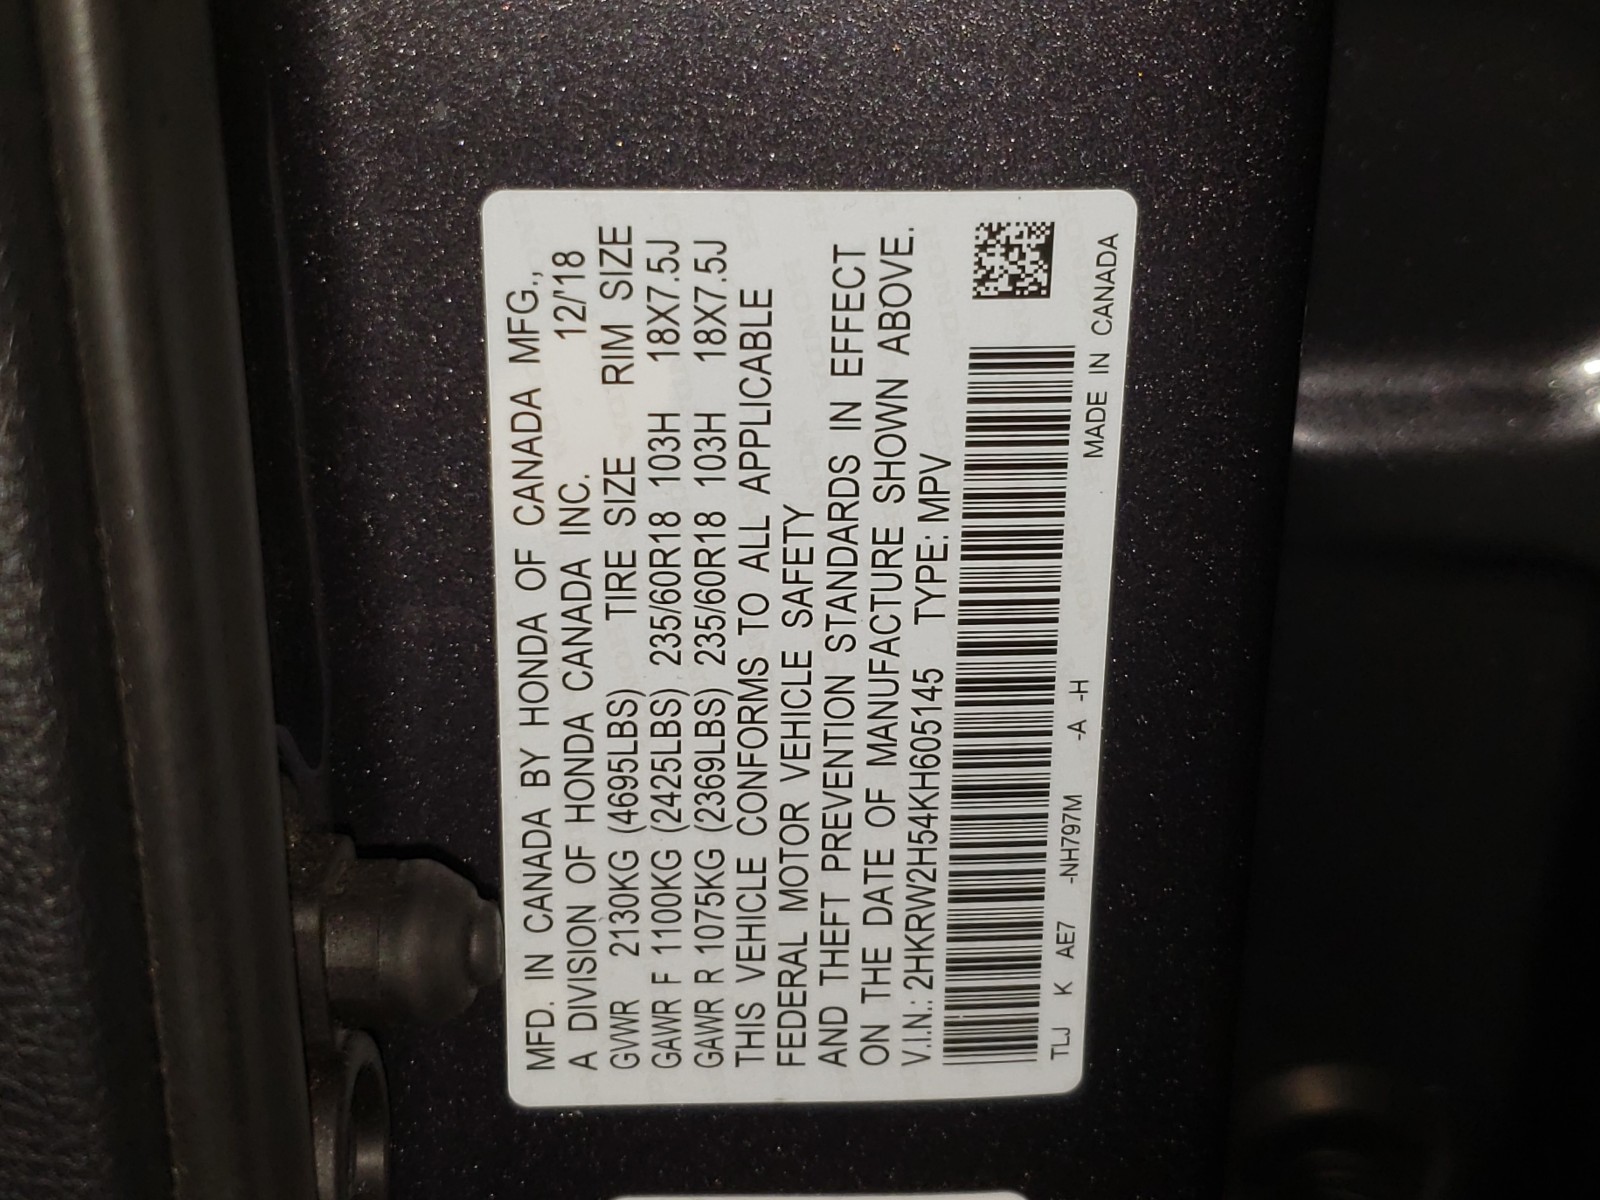 MFD. IN CANADA BY HONDA OF CANADA MFG.,
A DIVISION OF HONDA CANADA INC. 12/'18
GVWR 2130KG (4695LBS) TIRE SIZE RIM SIZE
GAWR F 1100KG (2425LBS) 235/60R18 103H 18X7.5J
GAWR R 1075KG (2369LBS) 235/60R18 103H 18X7.5J
THIS VEHICLE CONFORMS TO ALL APPLICABLE
FEDERAL MOTOR VEHICLE SAFETY
AND THEFT PREVENTION STANDARDS IN EFFECT
ON THE DATE OF MANUFACTURE SHOWN ABOVE.
V.I.N.: 2HKRW2H54KH605145 TYPE: MPV
TLJ K AE7 -NH797M -A -H
MADE IN CANADA